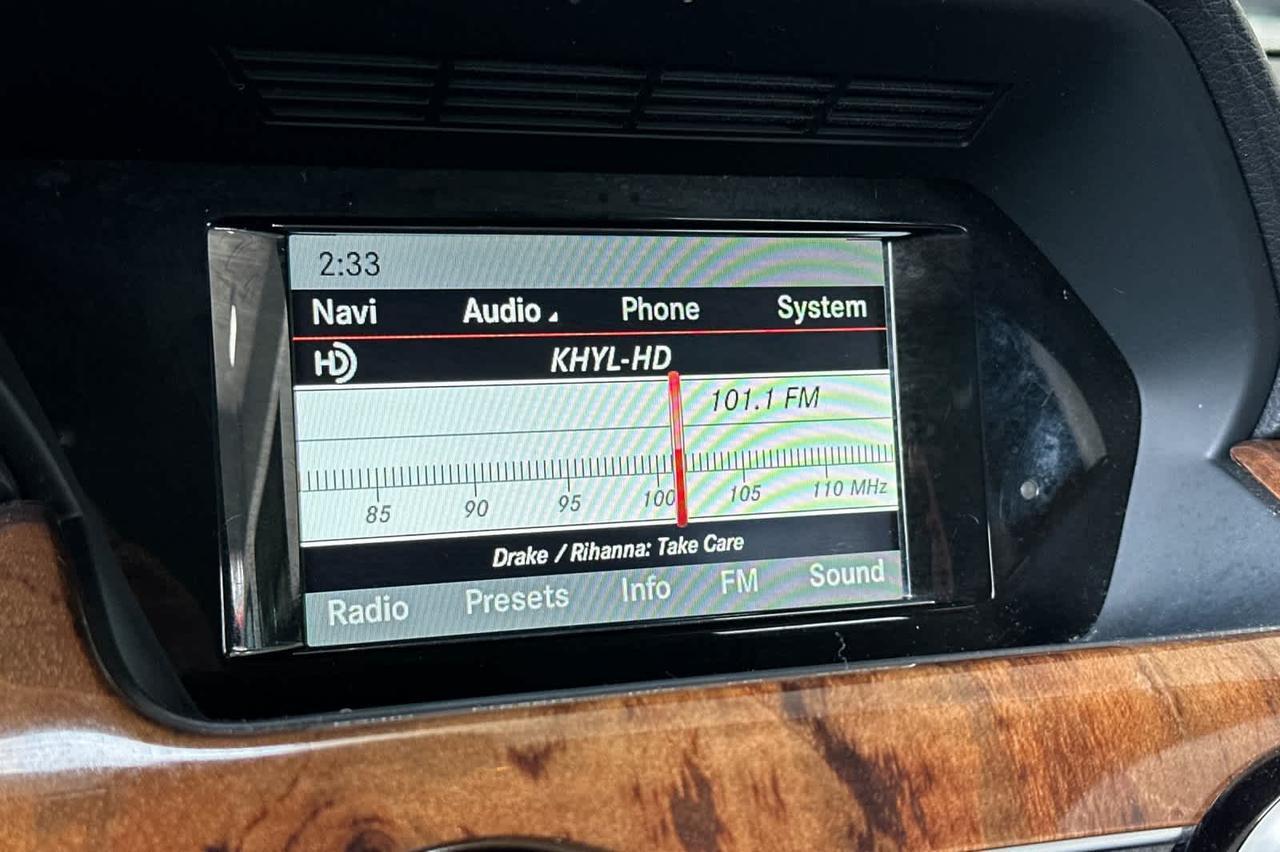 2:33
Navi Audio Phone System
HD KHYL-HD
101.1 FM
85 90 95 100 105 110 MHz
Drake / Rihanna: Take Care
Radio Presets Info FM Sound